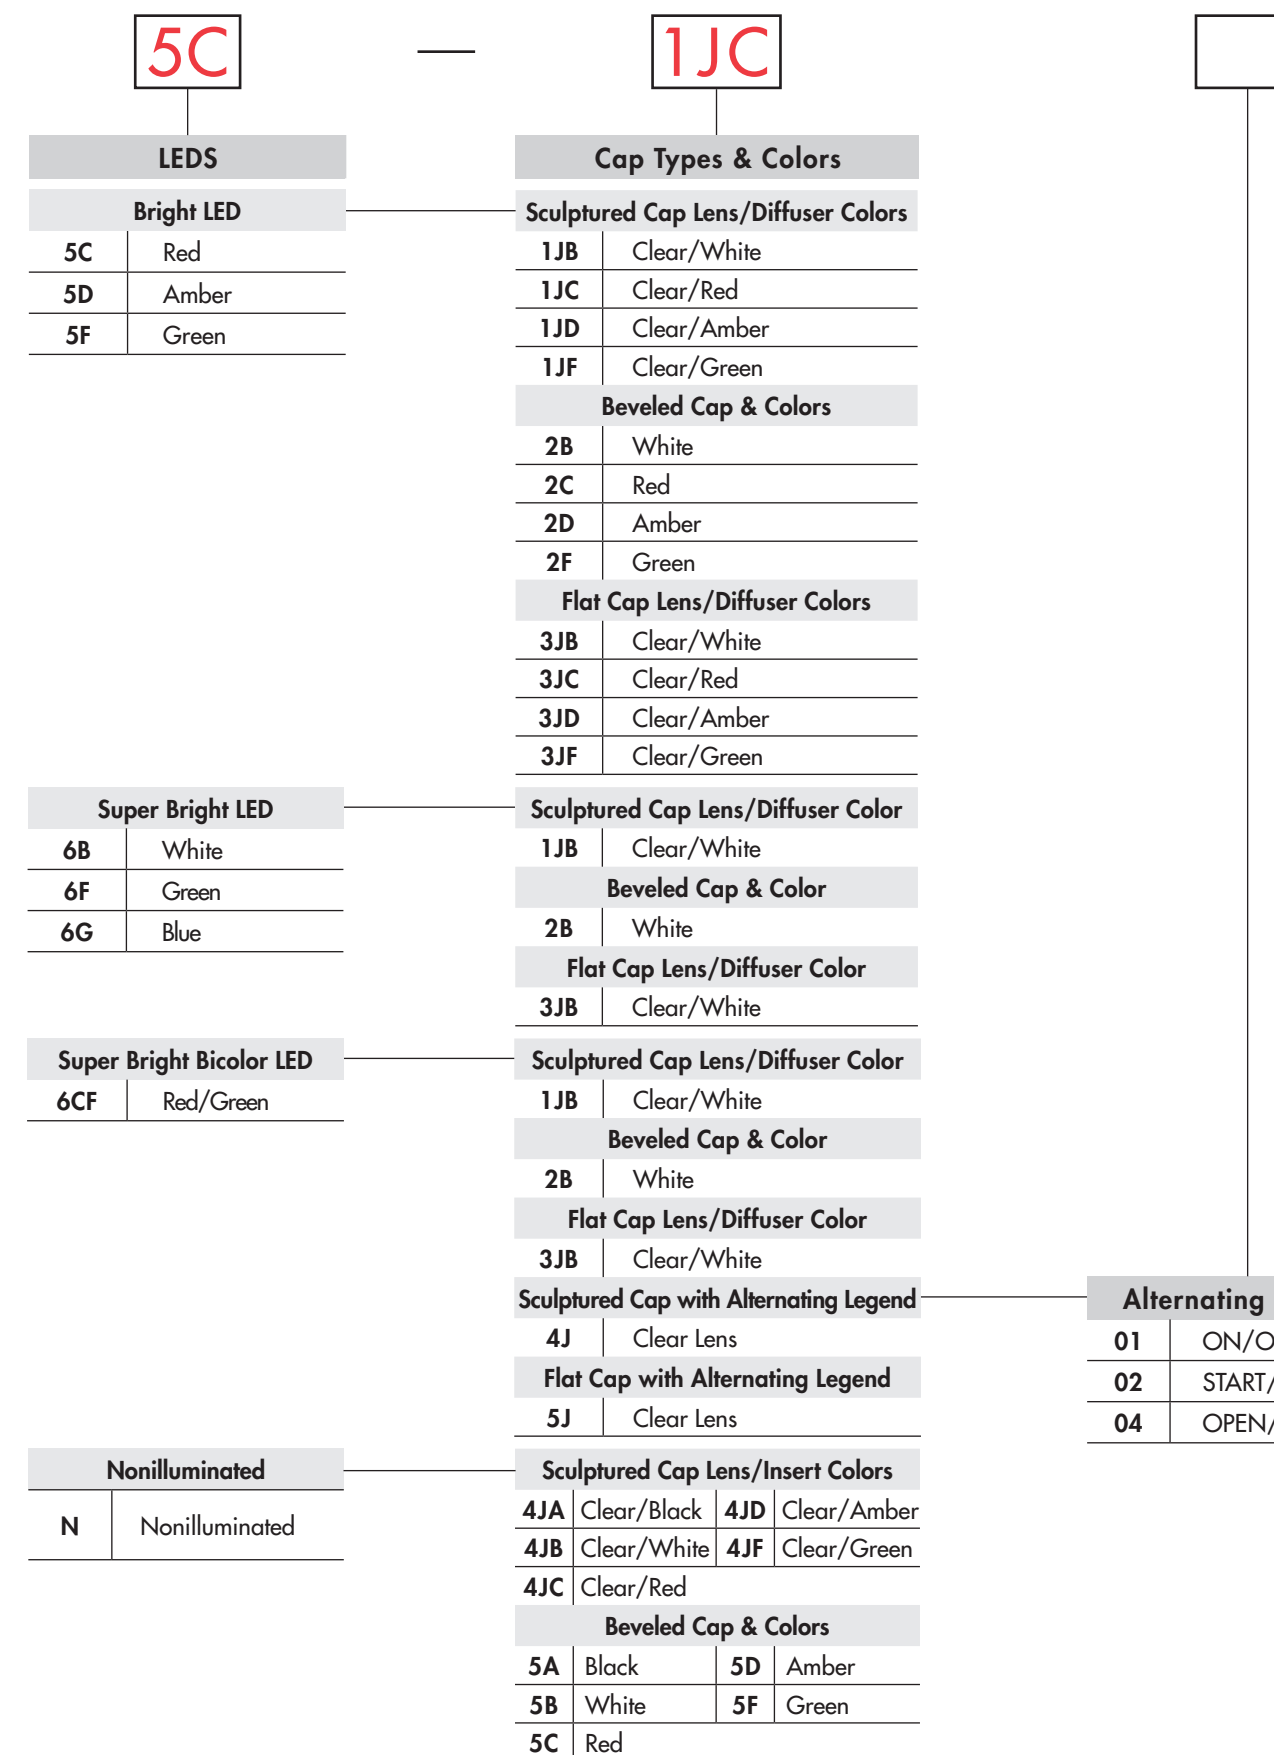 5C — 1JC
LEDS
Bright LED
5C Red
5D Amber
5F Green
Super Bright LED
6B White
6F Green
6G Blue
Super Bright Bicolor LED
6CF Red/Green
Nonilluminated
N Nonilluminated
Cap Types & Colors
Sculptured Cap Lens/Diffuser Colors
1JB Clear/White
1JC Clear/Red
1JD Clear/Amber
1JF Clear/Green
Beveled Cap & Colors
2B White
2C Red
2D Amber
2F Green
Flat Cap Lens/Diffuser Colors
3JB Clear/White
3JC Clear/Red
3JD Clear/Amber
3JF Clear/Green
Sculptured Cap Lens/Diffuser Color
1JB Clear/White
Beveled Cap & Color
2B White
Flat Cap Lens/Diffuser Color
3JB Clear/White
Sculptured Cap Lens/Diffuser Color
1JB Clear/White
Beveled Cap & Color
2B White
Flat Cap Lens/Diffuser Color
3JB Clear/White
Sculptured Cap with Alternating Legend
4J Clear Lens
Flat Cap with Alternating Legend
5J Clear Lens
Sculptured Cap Lens/Insert Colors
4JA Clear/Black 4JD Clear/Amber
4JB Clear/White 4JF Clear/Green
4JC Clear/Red
Beveled Cap & Colors
5A Black 5D Amber
5B White 5F Green
5C Red
Alternating
01 ON/O
02 START/
04 OPEN/